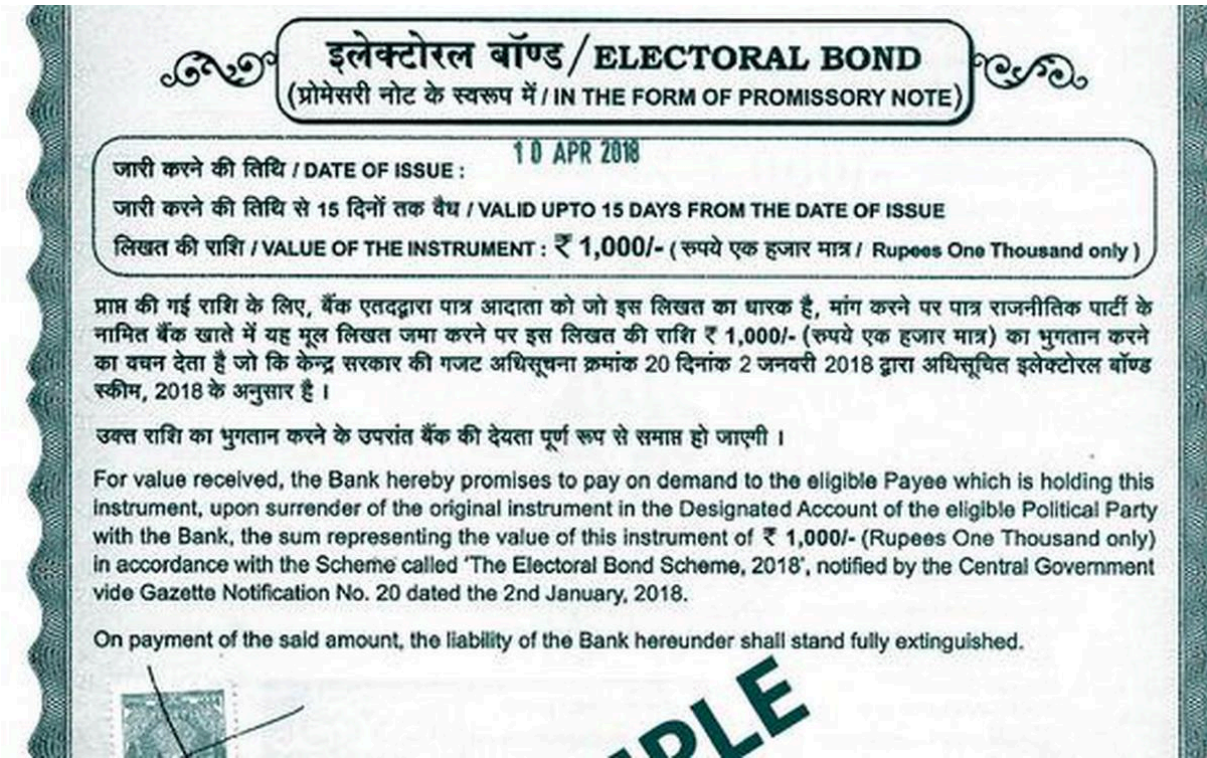 इलेक्टोरल बॉण्ड / ELECTORAL BOND
(प्रोमेसरी नोट के स्वरूप में / IN THE FORM OF PROMISSORY NOTE)
10 APR 2018
जारी करने की तिथि / DATE OF ISSUE :
जारी करने की तिथि से 15 दिनों तक वैध / VALID UPTO 15 DAYS FROM THE DATE OF ISSUE
लिखत की राशि / VALUE OF THE INSTRUMENT : ₹ 1,000/- ( रुपये एक हजार मात्र / Rupees One Thousand only )
प्राप्त की गई राशि के लिए, बैंक एतदद्वारा पात्र आदाता को जो इस लिखत का धारक है, मांग करने पर पात्र राजनीतिक पार्टी के
नामित बैंक खाते में यह मूल लिखत जमा करने पर इस लिखत की राशि ₹ 1,000/- (रुपये एक हजार मात्र) का भुगतान करने
का वचन देता है जो कि केन्द्र सरकार की गजट अधिसूचना क्रमांक 20 दिनांक 2 जनवरी 2018 द्वारा अधिसूचित इलेक्टोरल बॉण्ड
स्कीम, 2018 के अनुसार है ।
उक्त राशि का भुगतान करने के उपरांत बैंक की देयता पूर्ण रूप से समाप्त हो जाएगी ।
For value received, the Bank hereby promises to pay on demand to the eligible Payee which is holding this
instrument, upon surrender of the original instrument in the Designated Account of the eligible Political Party
with the Bank, the sum representing the value of this instrument of ₹ 1,000/- (Rupees One Thousand only)
in accordance with the Scheme called 'The Electoral Bond Scheme, 2018', notified by the Central Government
vide Gazette Notification No. 20 dated the 2nd January, 2018.
On payment of the said amount, the liability of the Bank hereunder shall stand fully extinguished.
MPLE